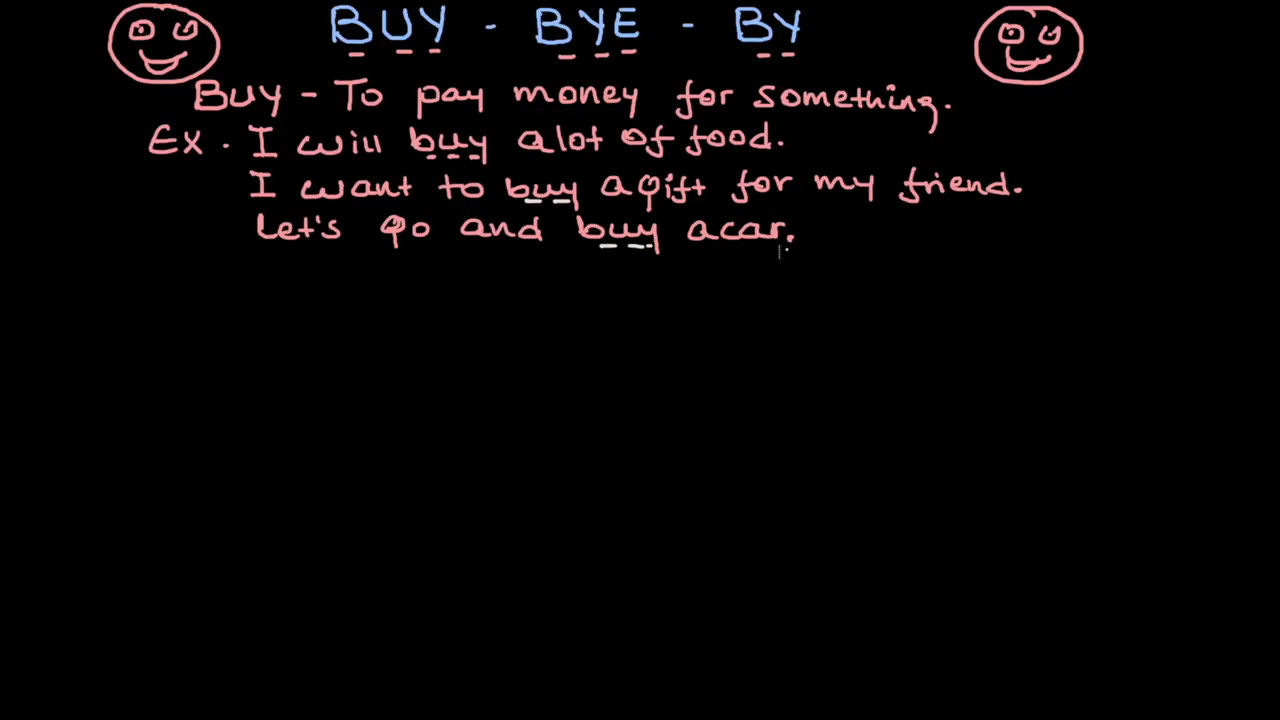 BUY - BYE - BY
Buy - To pay money for something.
Ex. I will buy alot of food.
I want to buy a gift for my friend.
Let's go and buy acar.